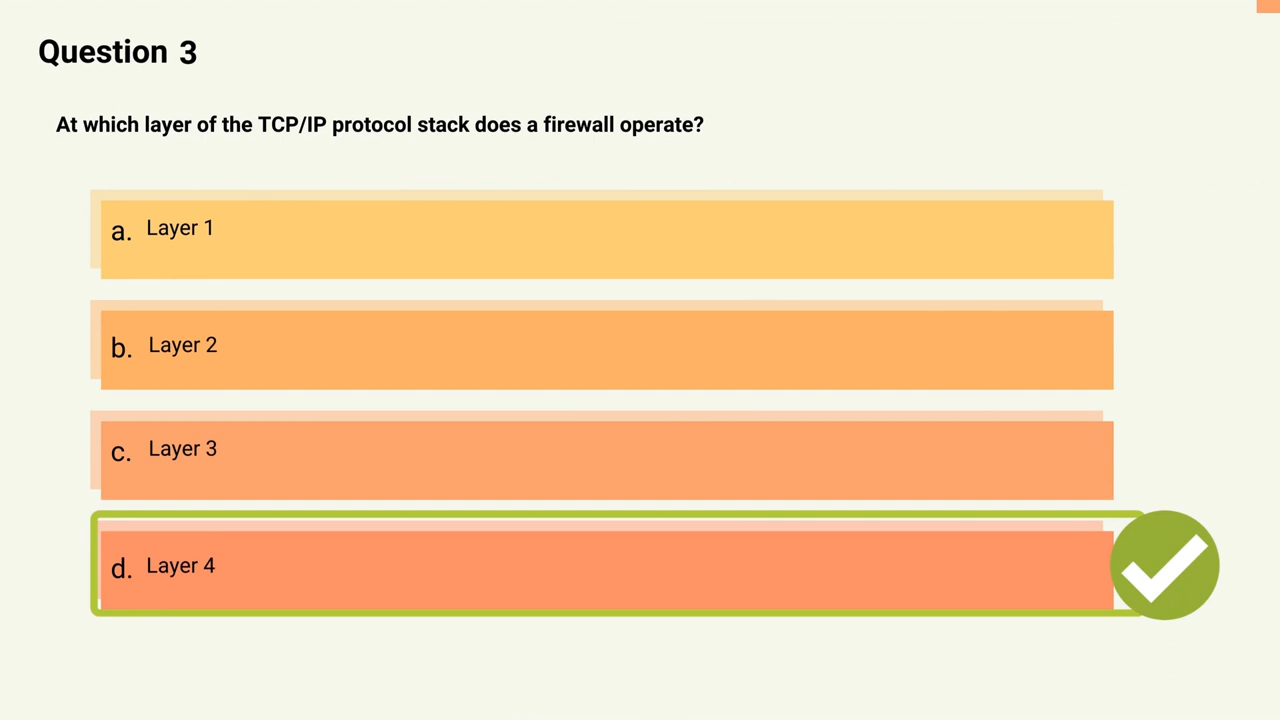 Question 3
At which layer of the TCP/IP protocol stack does a firewall operate?
a. Layer 1
b. Layer 2
c. Layer 3
d. Layer 4